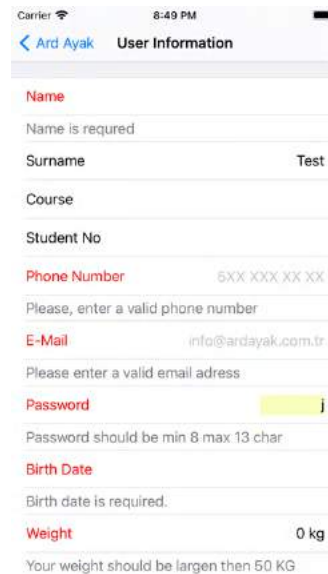 Carrier 8:49 PM
Ard Ayak User Information
Name
Name is requred
Surname Test
Course
Student No
Phone Number 5XX XXX XX XX
Please, enter a valid phone number
E-Mail info@ardayak.com.tr
Please enter a valid email adress
Password j
Password should be min 8 max 13 char
Birth Date
Birth date is required.
Weight 0 kg
Your weight should be largen then 50 KG